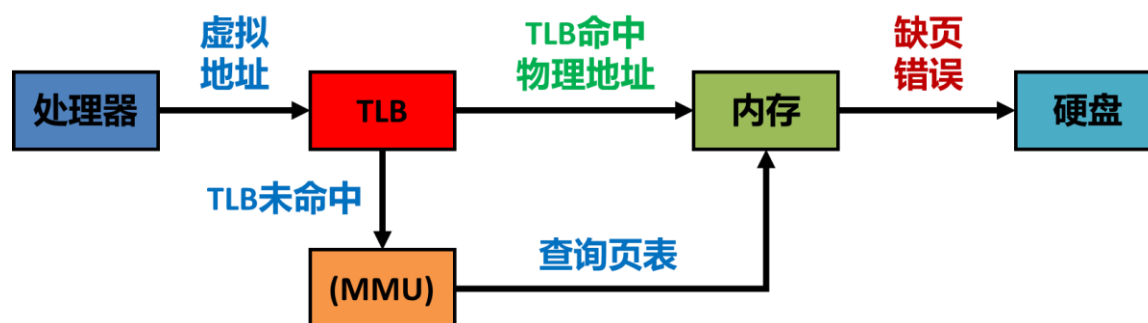 虚拟
地址
TLB命中
物理地址
缺页
错误
处理器
TLB
内存
硬盘
TLB未命中
查询页表
(MMU)